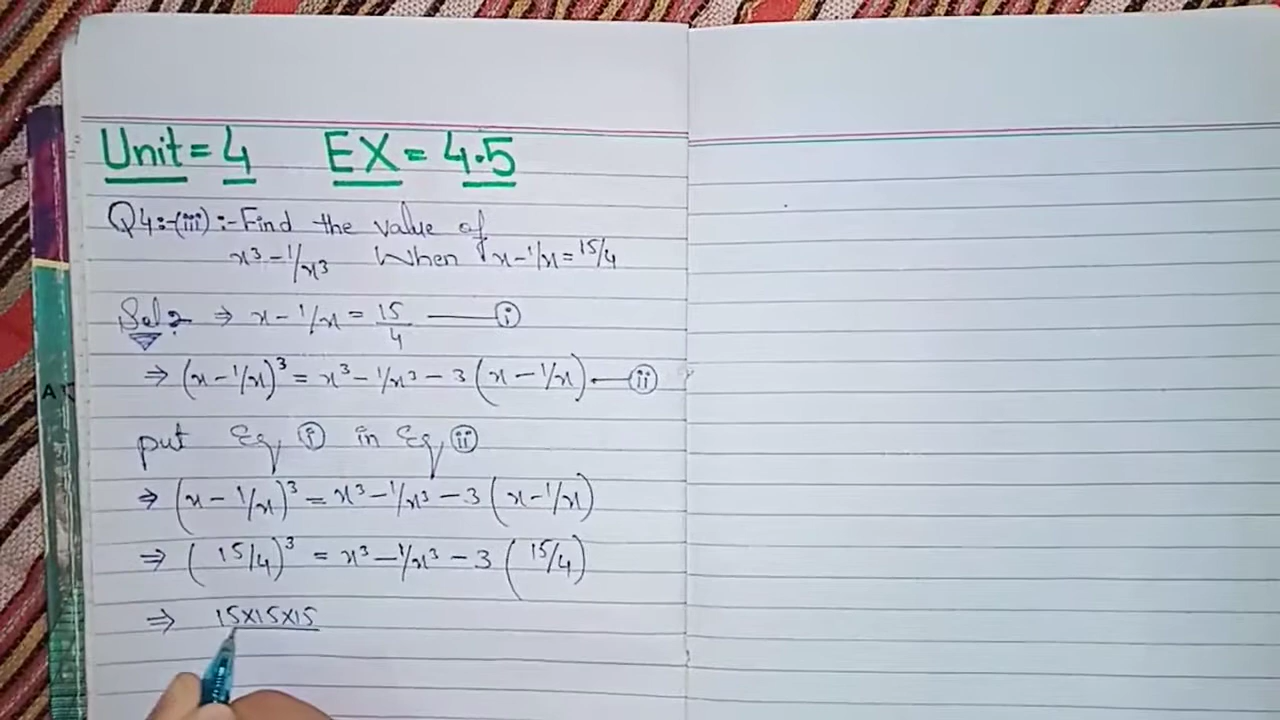 Unit = 4 EX = 4.5
Q4:-(iii):- Find the value of
x³ - 1/x³ When x - 1/x = 15/4
Sol: ⇒ x - 1/x = 15/4 —— (i)
⇒ (x - 1/x)³ = x³ - 1/x³ - 3(x - 1/x) —— (ii)
put Eq (i) in Eq (ii)
⇒ (x - 1/x)³ = x³ - 1/x³ - 3(x - 1/x)
⇒ (15/4)³ = x³ - 1/x³ - 3(15/4)
⇒ 15×15×15